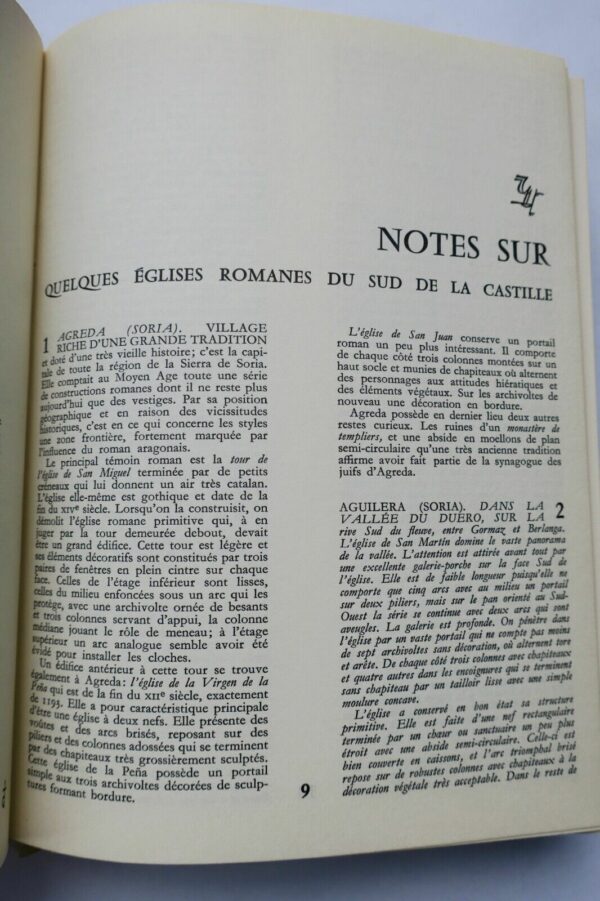 NOTES SUR
QUELQUES ÉGLISES ROMANES DU SUD DE LA CASTILLE
1 AGREDA (SORIA). VILLAGE
RICHE D'UNE GRANDE TRADITION
et doté d'une très vieille histoire; c'est la capi-
tale de toute la région de la Sierra de Soria.
Elle comptait au Moyen Age toute une série
de constructions romanes dont il ne reste plus
aujourd'hui que des vestiges. Par sa position
géographique et en raison des vicissitudes
historiques, c'est en ce qui concerne les styles
une zone frontière, fortement marquée par
l'influence du roman aragonais.
Le principal témoin roman est la tour de
l'église de San Miguel terminée par de petits
créneaux qui lui donnent un air très catalan.
L'église elle-même est gothique et date de la
fin du XIVe siècle. Lorsqu'on la construisit, on
démolit l'église romane primitive qui, à en
juger par la tour demeurée debout, devait
être un grand édifice. Cette tour est légère et
ses éléments décoratifs sont constitués par trois
paires de fenêtres en plein cintre sur chaque
face. Celles de l'étage inférieur sont lisses,
celles du milieu enfoncées sous un arc qui les
protège, avec une archivolte ornée de besants
et trois colonnes servant d'appui, la colonne
médiane jouant le rôle de meneau; à l'étage
supérieur un arc analogue semble avoir été
évidé pour installer les cloches.
Un édifice antérieur à cette tour se trouve
également à Agreda: l'église de la Virgen de la
Peña qui est de la fin du XIIe siècle, exactement
de 1193. Elle a pour caractéristique principale
d'être une église à deux nefs. Elle présente des
voûtes et des arcs brisés, reposant sur des
piliers et des colonnes adossées qui se terminent
par des chapiteaux très grossièrement sculptés.
Cette église de la Peña possède un portail
simple aux trois archivoltes décorées de sculp-
tures formant bordure.
L'église de San Juan conserve un portail
roman un peu plus intéressant. Il comporte
de chaque côté trois colonnes montées sur un
haut socle et munies de chapiteaux où alternent
des personnages aux attitudes hiératiques et
des éléments végétaux. Sur les archivoltes de
nouveau une décoration en bordure.
Agreda possède en dernier lieu deux autres
restes curieux. Les ruines d'un monastère de
templiers, et une abside en moellons de plan
semi-circulaire qu'une très ancienne tradition
affirme avoir fait partie de la synagogue des
juifs d'Agreda.
AGUILERA (SORIA). DANS LA 2
VALLÉE DU DUERO, SUR LA
rive Sud du fleuve, entre Gormaz et Berlanga.
L'église de San Martin domine le vaste panorama
de la vallée. L'attention est attirée avant tout par
une excellente galerie-porche sur la face Sud de
l'église. Elle est de faible longueur puisqu'elle ne
comporte que cinq arcs avec au milieu un portail
sur deux piliers, mais sur le pan orienté au Sud-
Ouest la série se continue avec deux arcs qui sont
aveugles. La galerie est profonde. On pénètre dans
l'église par un vaste portail qui ne compte pas moins
de sept archivoltes sans décoration, où alternent tore
et arête. De chaque côté trois colonnes avec chapiteaux
et quatre autres dans les encoignures qui se terminent
sans chapiteau par un tailloir lisse avec une simple
moulure concave.
L'église a conservé en bon état sa structure
primitive. Elle est faite d'une nef rectangulaire
terminée par un chœur ou sanctuaire un peu plus
étroit avec une abside semi-circulaire. Celle-ci est
bien couverte en caissons, et l'arc triomphal brisé
repose sur de robustes colonnes avec chapiteaux à la
décoration végétale très acceptable. Dans le reste de
9